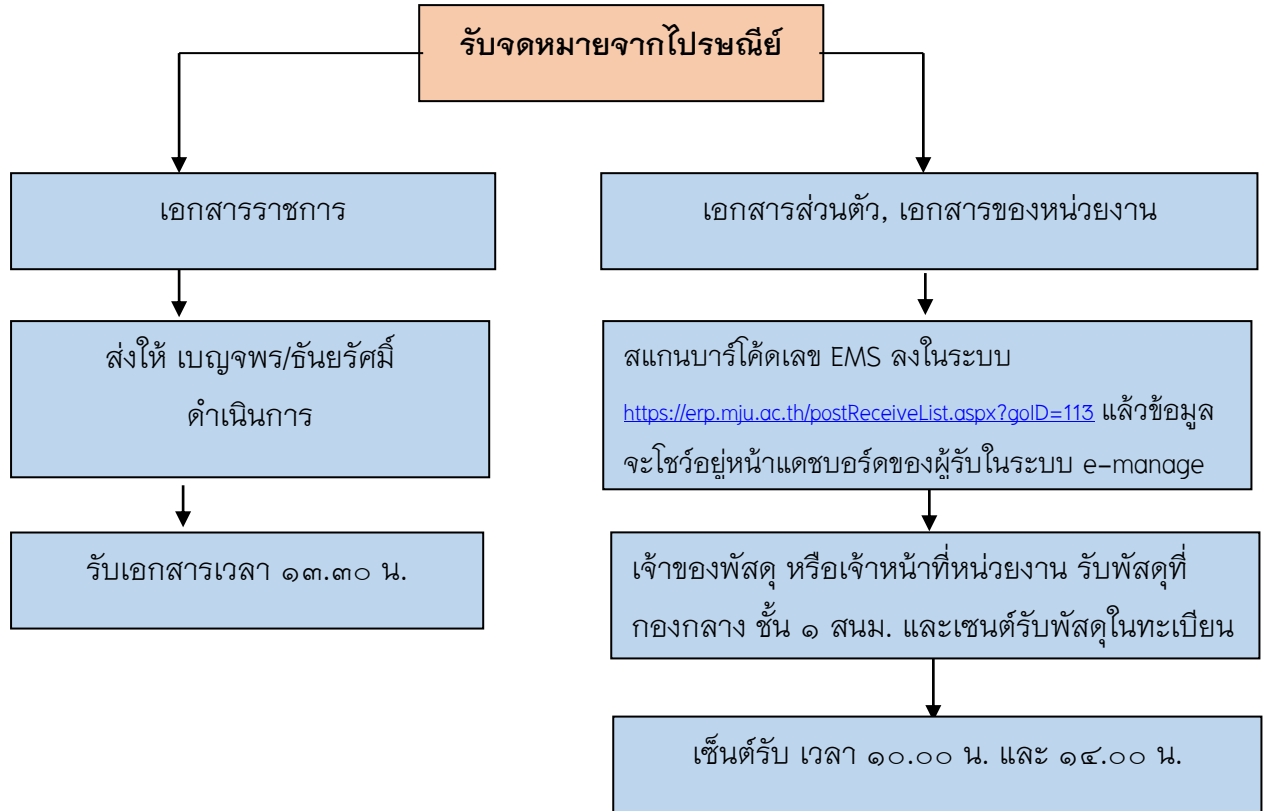 รับจดหมายจากไปรษณีย์
เอกสารราชการ
ส่งให้ เบญจพร/ธันยรัศมิ์
ดำเนินการ
รับเอกสารเวลา ๑๓.๓๐ น.
เอกสารส่วนตัว, เอกสารของหน่วยงาน
สแกนบาร์โค้ดเลข EMS ลงในระบบ
https://erp.mju.ac.th/postReceiveList.aspx?goID=113 แล้วข้อมูล
จะโชว์อยู่หน้าแดชบอร์ดของผู้รับในระบบ e-manage
เจ้าของพัสดุ หรือเจ้าหน้าที่หน่วยงาน รับพัสดุที่
กองกลาง ชั้น ๑ สนม. และเซนต์รับพัสดุในทะเบียน
เซ็นต์รับ เวลา ๑๐.๐๐ น. และ ๑๔.๐๐ น.